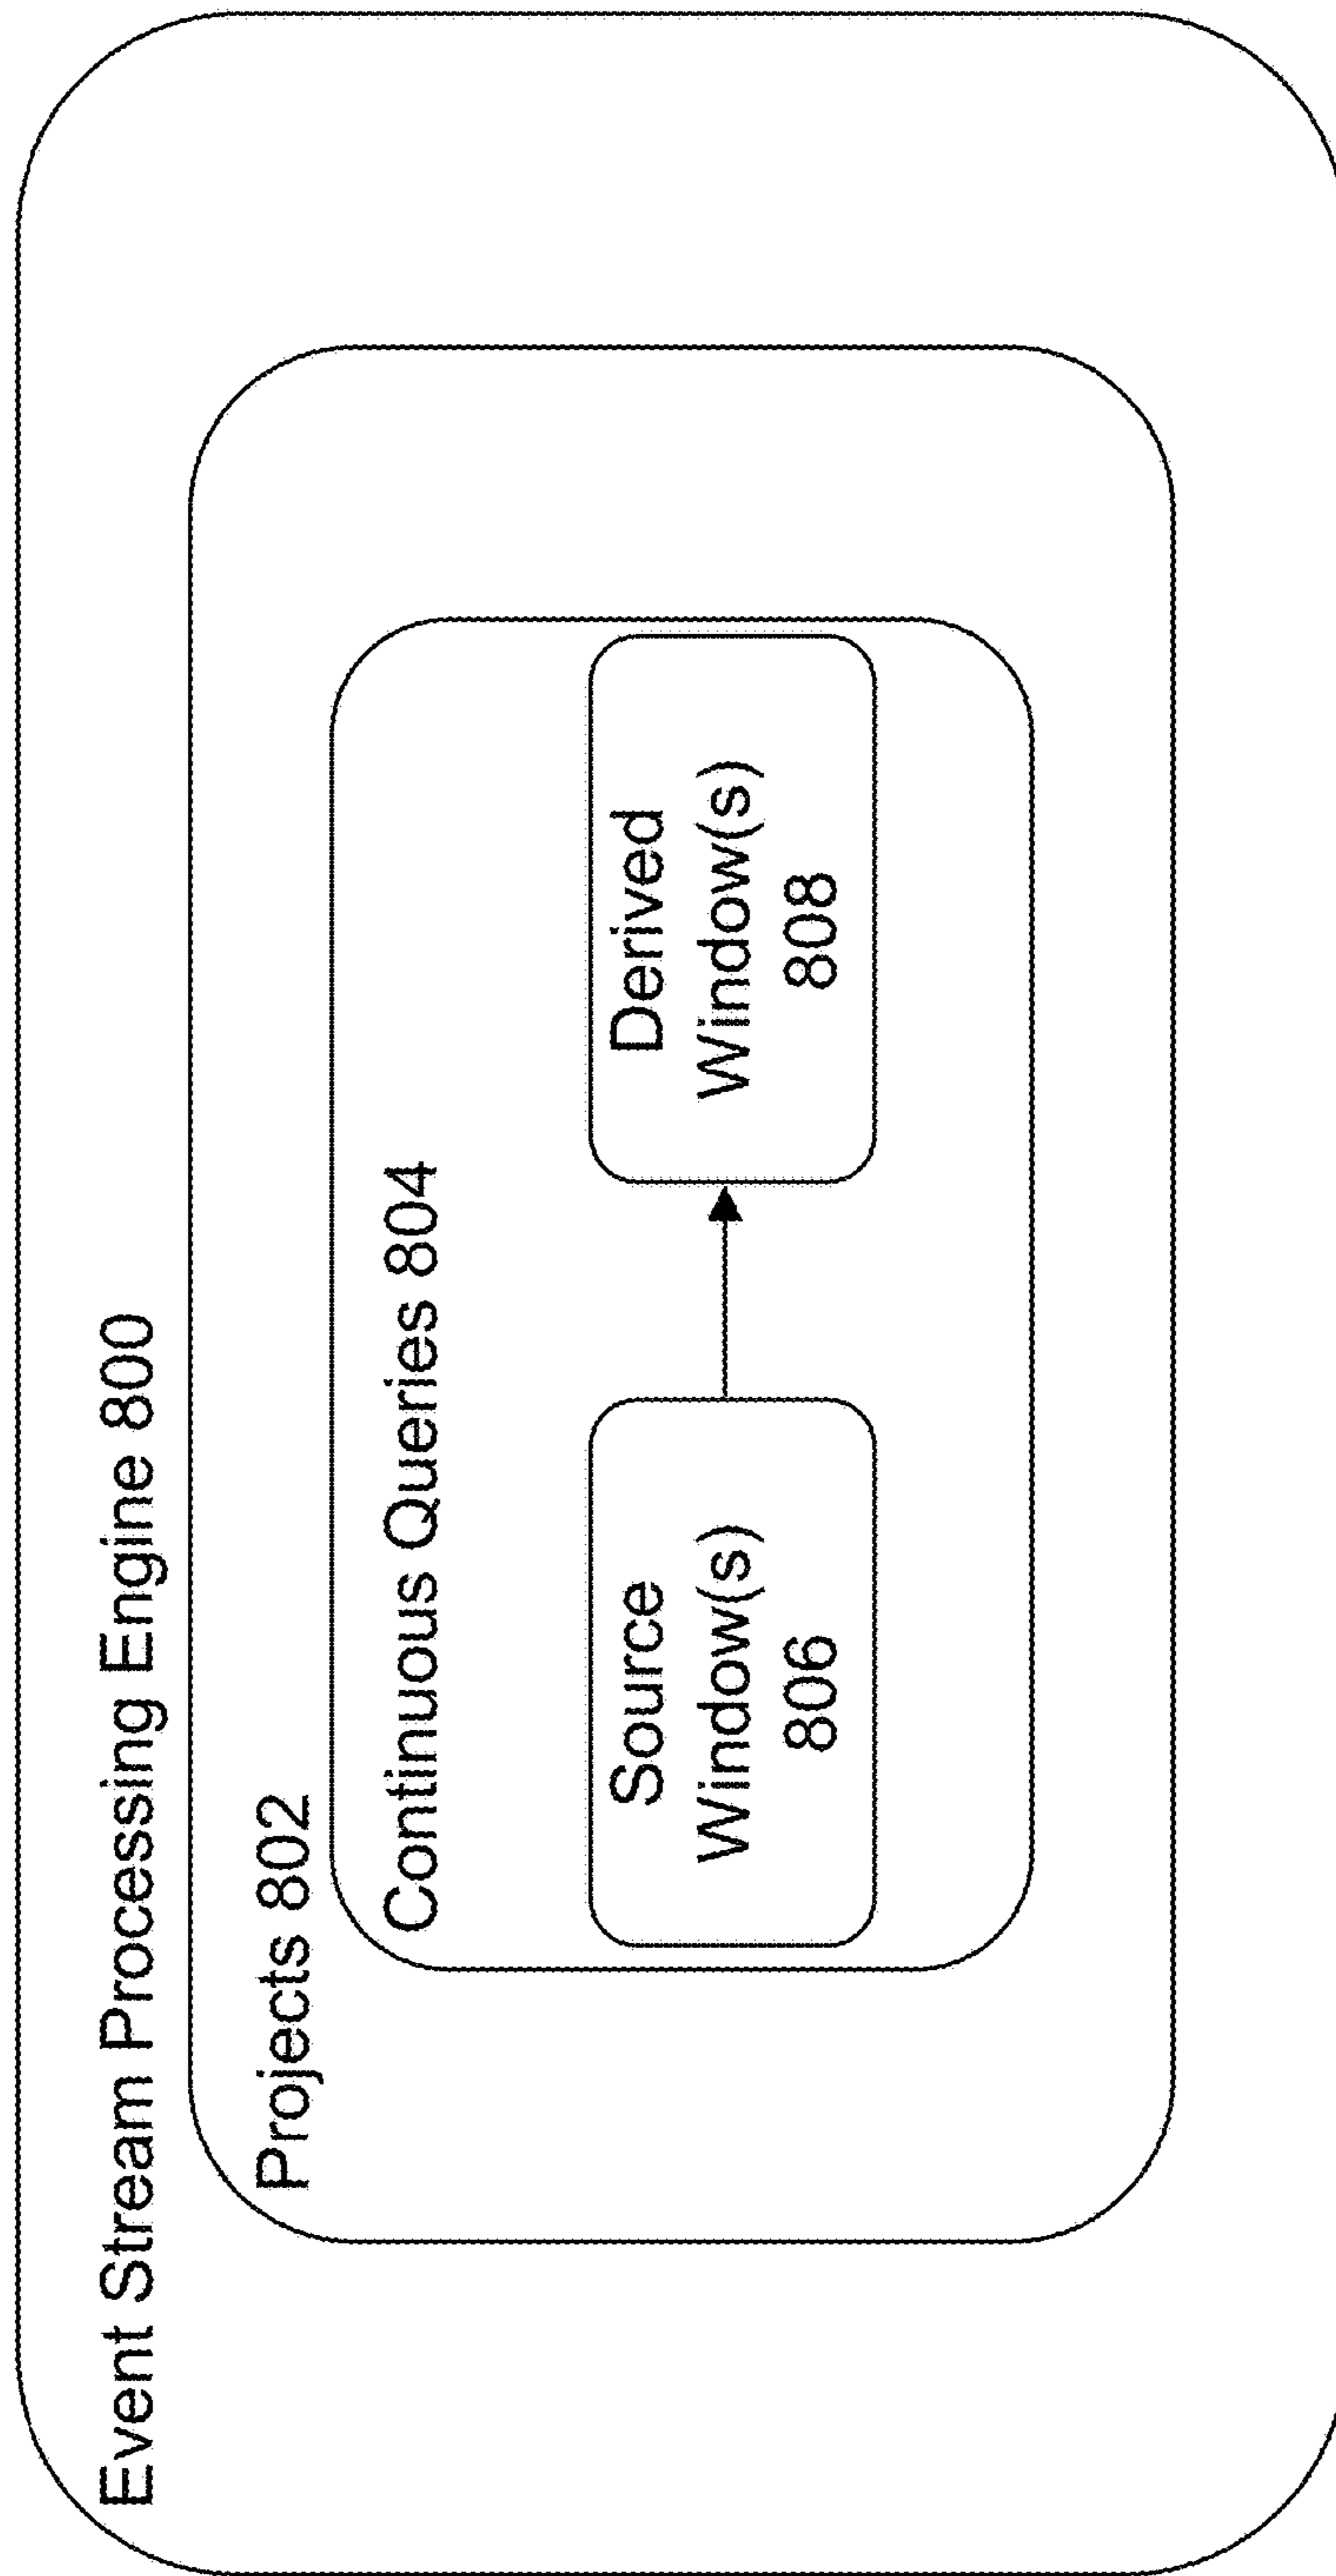 Event Stream Processing Engine 800
Projects 802
Continuous Queries 804
Source
Window(s)
806
Derived
Window(s)
808